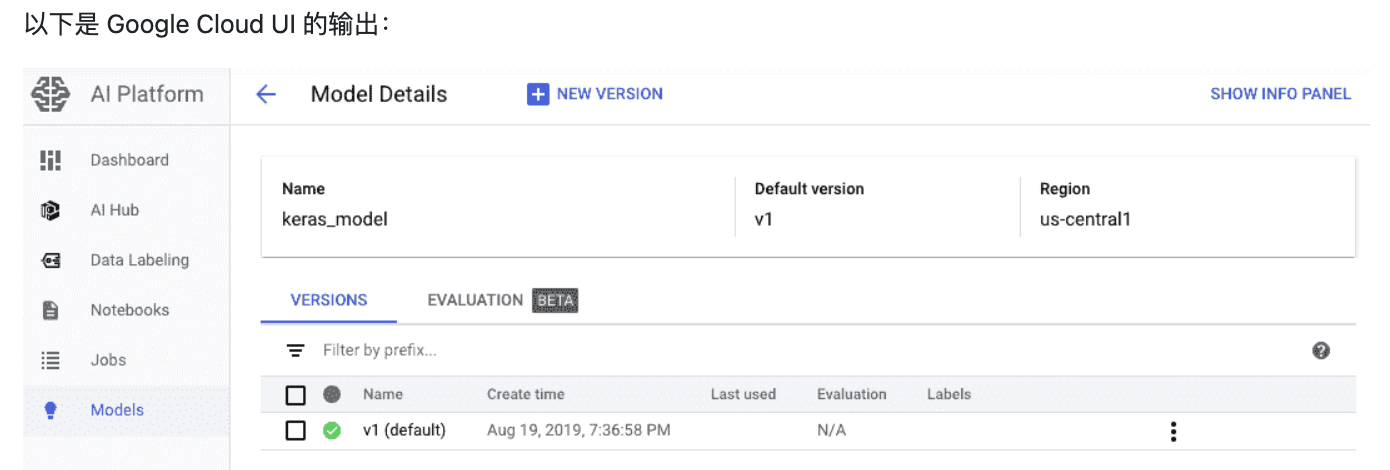 以下是 Google Cloud UI 的输出：
AI Platform
Model Details
NEW VERSION
SHOW INFO PANEL
Dashboard
AI Hub
Data Labeling
Notebooks
Jobs
Models
Name
Default version
Region
keras_model
v1
us-central1
VERSIONS
EVALUATION BETA
Filter by prefix...
Name Create time Last used Evaluation Labels
v1 (default) Aug 19, 2019, 7:36:58 PM N/A